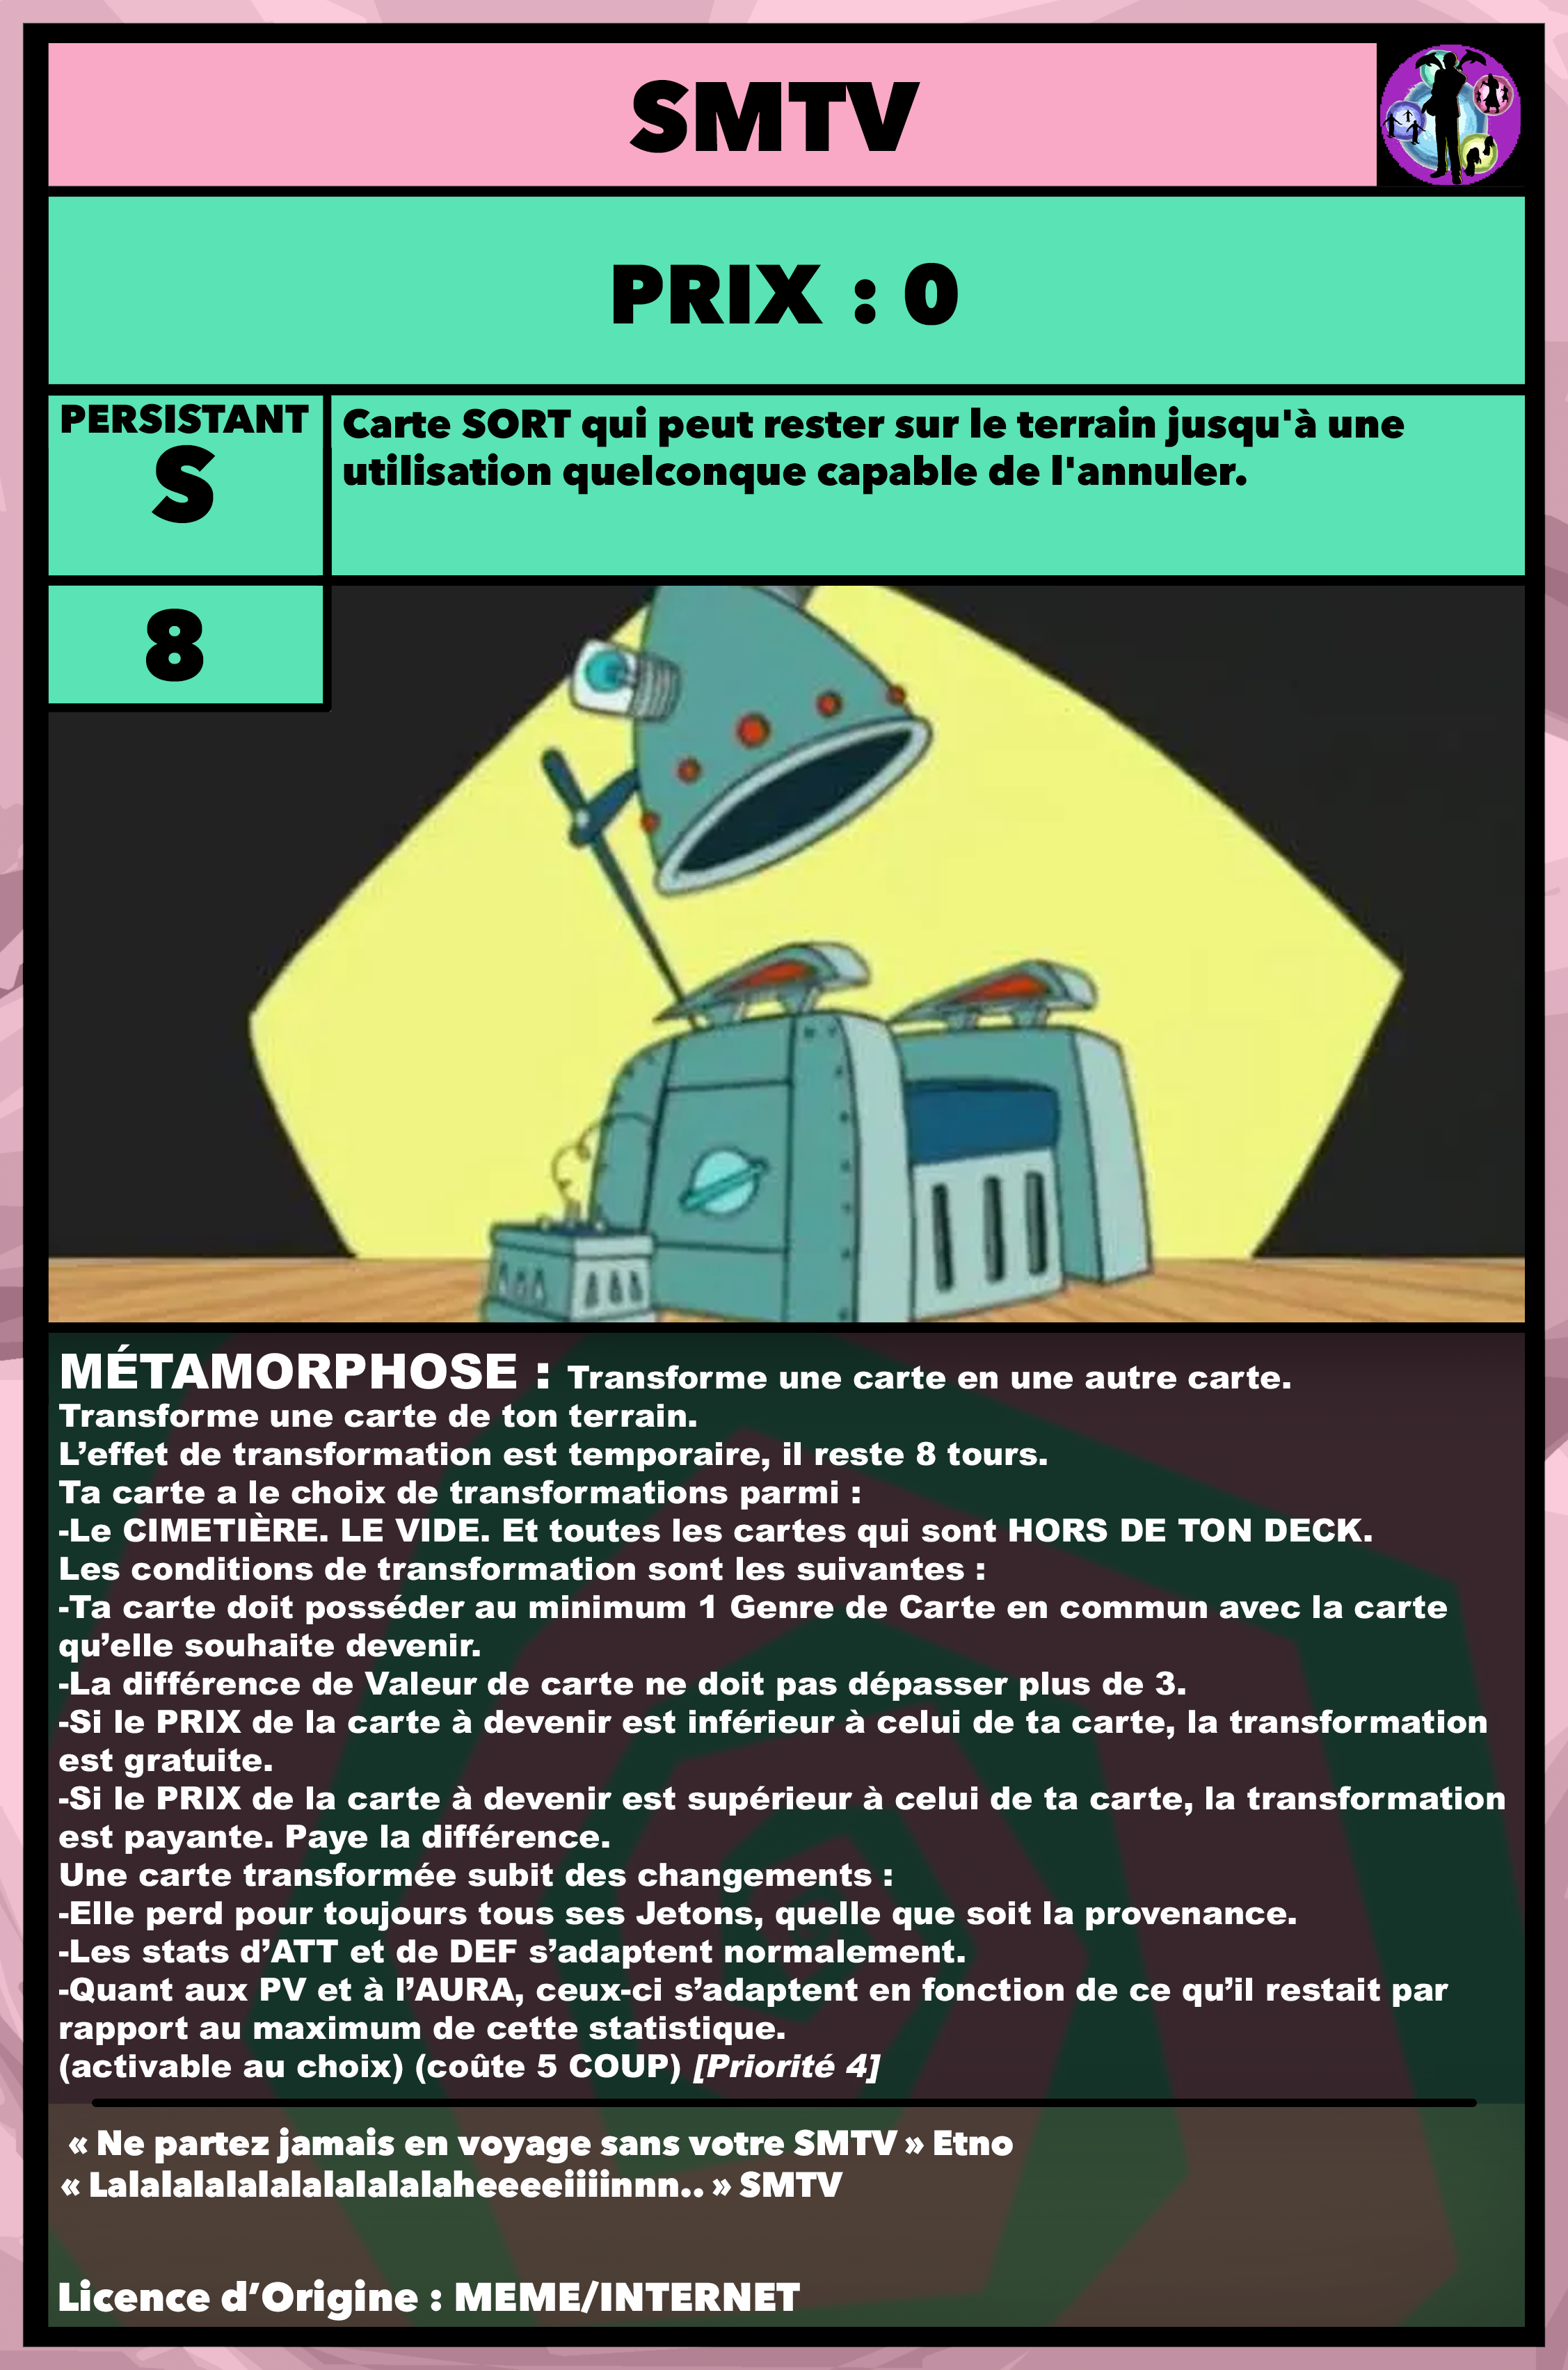 SMTV
PRIX : 0
PERSISTANT
S
Carte SORT qui peut rester sur le terrain jusqu'à une
utilisation quelconque capable de l'annuler.
8
MÉTAMORPHOSE : Transforme une carte en une autre carte.
Transforme une carte de ton terrain.
L’effet de transformation est temporaire, il reste 8 tours.
Ta carte a le choix de transformations parmi :
-Le CIMETIÈRE. LE VIDE. Et toutes les cartes qui sont HORS DE TON DECK.
Les conditions de transformation sont les suivantes :
-Ta carte doit posséder au minimum 1 Genre de Carte en commun avec la carte
qu’elle souhaite devenir.
-La différence de Valeur de carte ne doit pas dépasser plus de 3.
-Si le PRIX de la carte à devenir est inférieur à celui de ta carte, la transformation
est gratuite.
-Si le PRIX de la carte à devenir est supérieur à celui de ta carte, la transformation
est payante. Paye la différence.
Une carte transformée subit des changements :
-Elle perd pour toujours tous ses Jetons, quelle que soit la provenance.
-Les stats d’ATT et de DEF s’adaptent normalement.
-Quant aux PV et à l’AURA, ceux-ci s’adaptent en fonction de ce qu’il restait par
rapport au maximum de cette statistique.
(activable au choix) (coûte 5 COUP) [Priorité 4]
« Ne partez jamais en voyage sans votre SMTV » Etno
« Lalalalalalalalalalalaheeeeiiiinnn.. » SMTV
Licence d’Origine : MEME/INTERNET